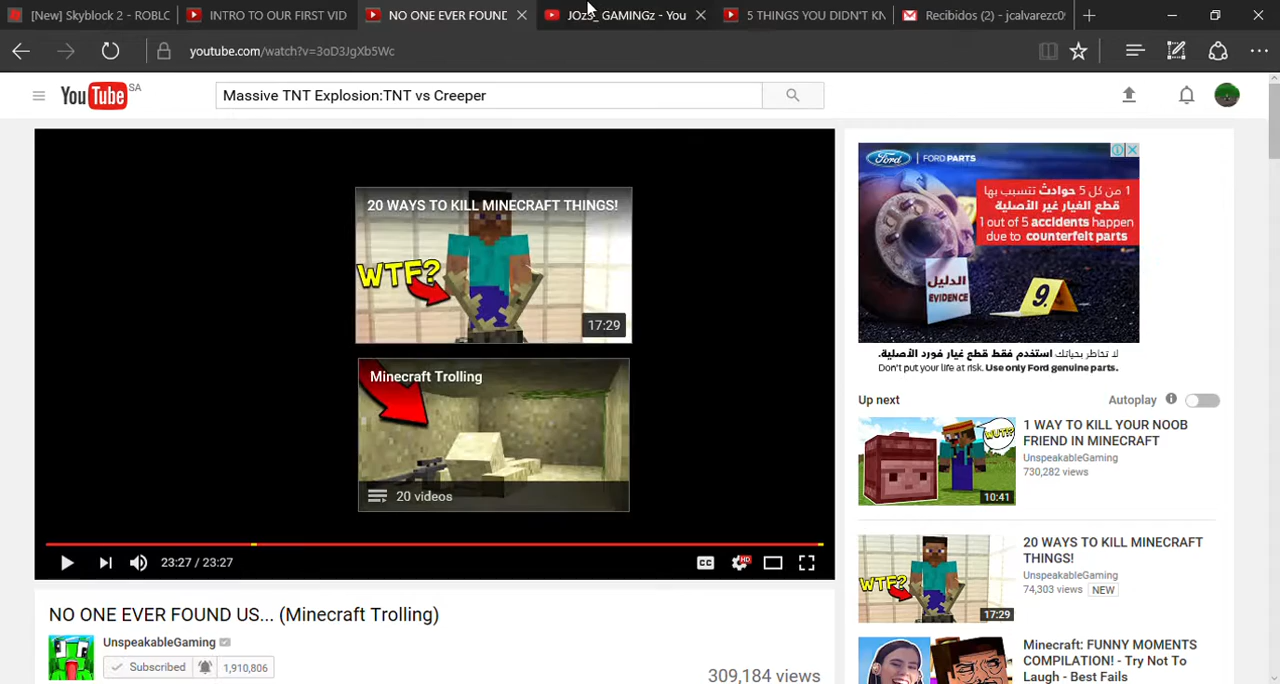 [New] Skyblock 2 - ROBLC
INTRO TO OUR FIRST VID
NO ONE EVER FOUND
JOzS_GAMINGz - You
5 THINGS YOU DIDN'T KN
Recibidos (2) - jcalvarezc0
youtube.com/watch?v=3oD3JgXb5Wc
YouTube SA
Massive TNT Explosion:TNT vs Creeper
20 WAYS TO KILL MINECRAFT THINGS!
WTF?
17:29
Minecraft Trolling
20 videos
23:27 / 23:27
CC
HD
NO ONE EVER FOUND US... (Minecraft Trolling)
UnspeakableGaming
Subscribed
1,910,806
309,184 views
Ford FORD PARTS
1 من كل 5 حوادث تتسبب بها
قطع الغيار غير الأصلية
1 out of 5 accidents happen
due to counterfeit parts
الدليل
EVIDENCE
9.
لا تخاطر بحياتك استخدم فقط قطع غيار فورد الأصلية.
Don't put your life at risk. Use only Ford genuine parts.
Up next
Autoplay
WUT?
10:41
1 WAY TO KILL YOUR NOOB
FRIEND IN MINECRAFT
UnspeakableGaming
730,282 views
WTF?
17:29
20 WAYS TO KILL MINECRAFT
THINGS!
UnspeakableGaming
74,303 views NEW
Minecraft: FUNNY MOMENTS
COMPILATION! - Try Not To
Laugh - Best Fails